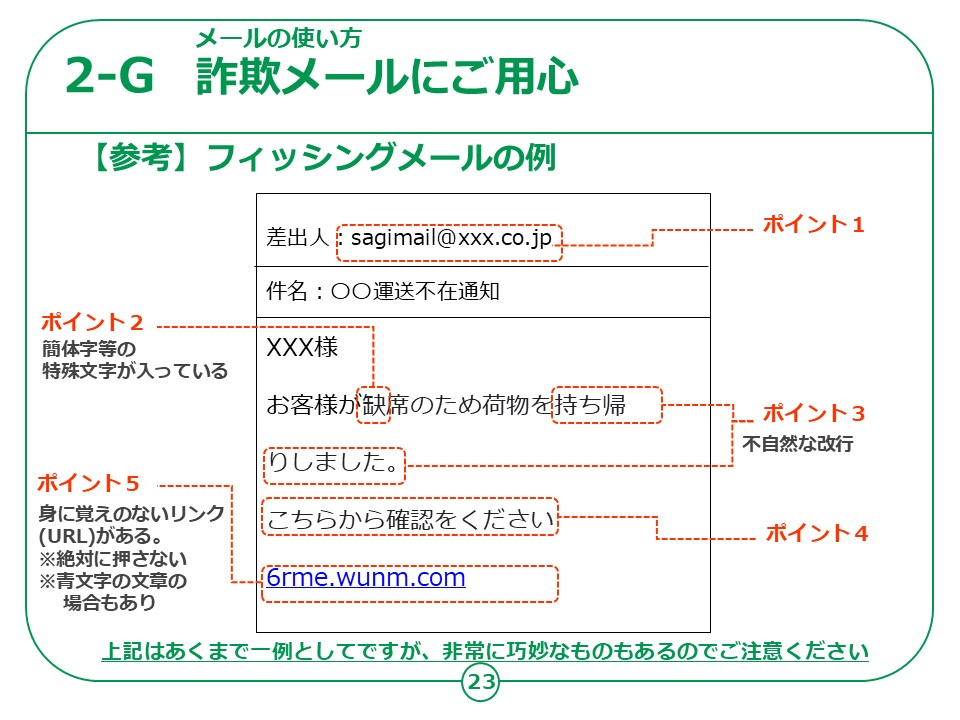 メールの使い方
2-G 詐欺メールにご用心
【参考】フィッシングメールの例
差出人：sagimail@xxx.co.jp
ポイント１
件名：〇〇運送不在通知
ポイント２
簡体字等の
特殊文字が入っている
XXX様
お客様が缺席のため荷物を持ち帰
ポイント３
不自然な改行
りしました。
ポイント５
身に覚えのないリンク
(URL)がある。
※絶対に押さない
※青文字の文章の
場合もあり
こちらから確認をください
ポイント４
6rme.wunm.com
上記はあくまで一例としてですが、非常に巧妙なものもあるのでご注意ください
23